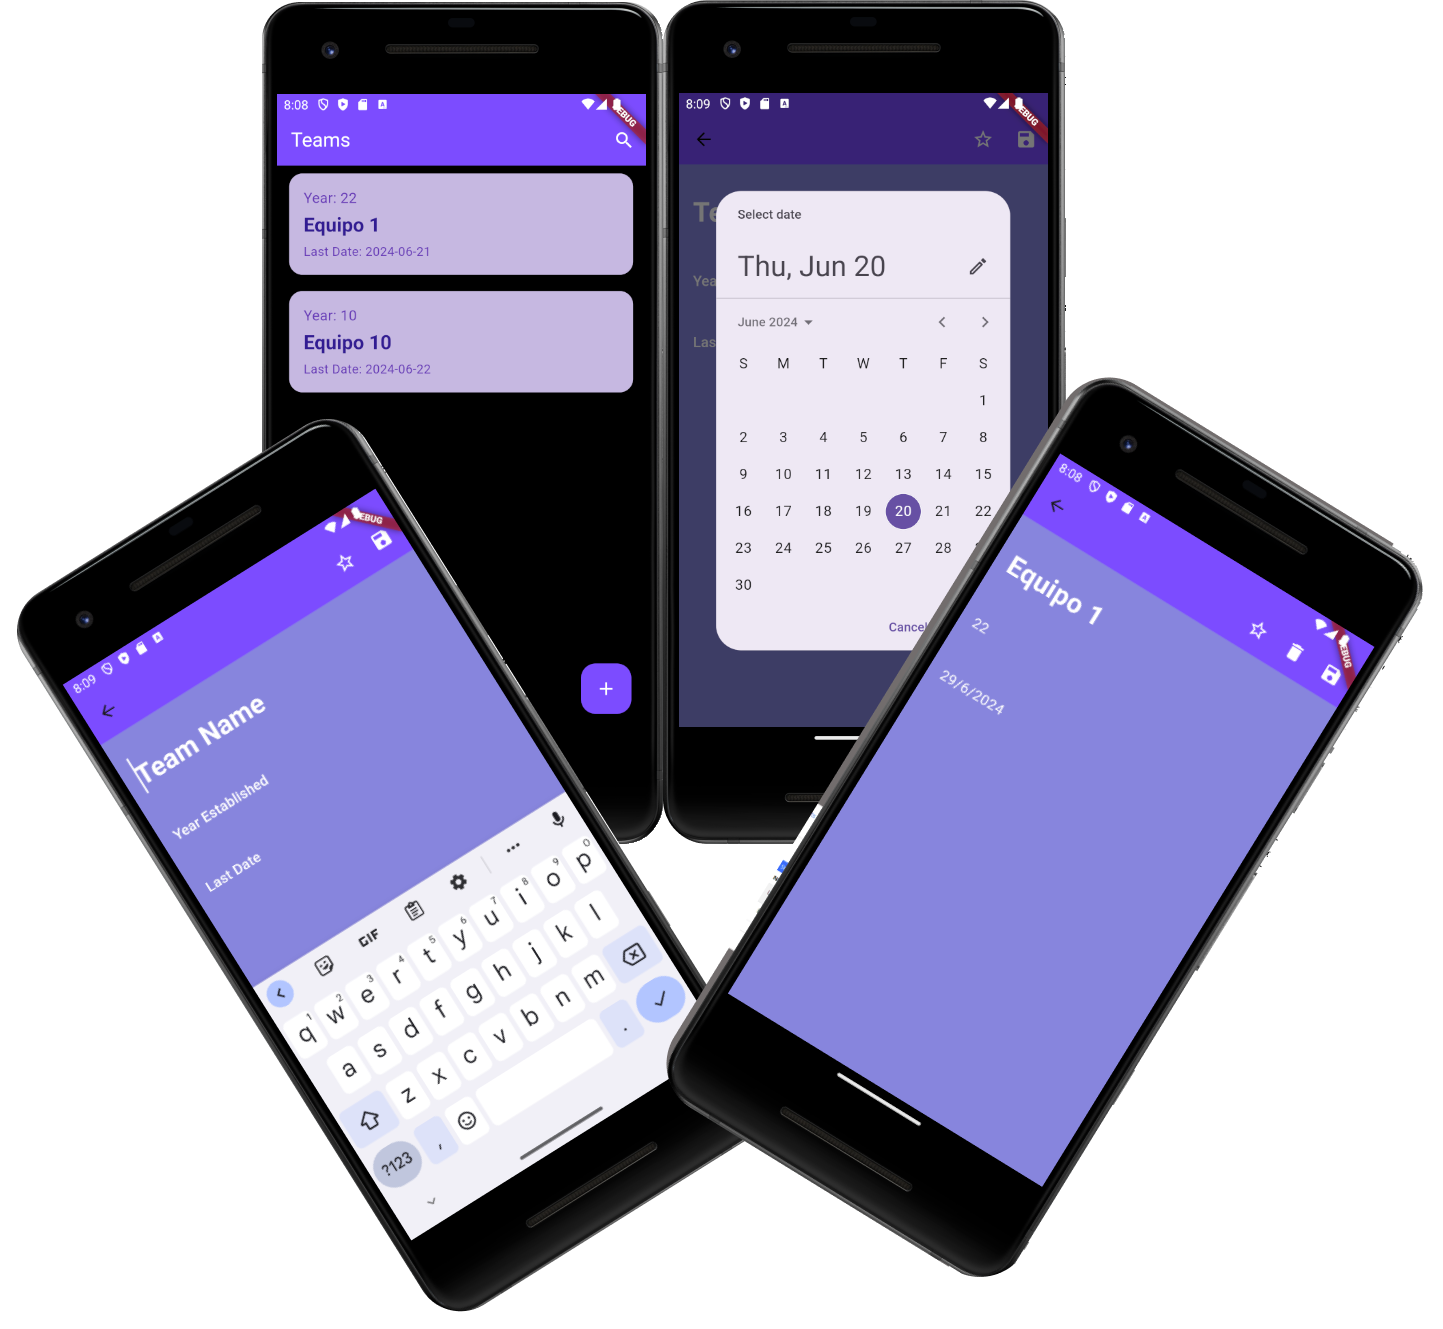 8:08
DEBUG
Teams
Year: 22
Equipo 1
Last Date: 2024-06-21
Year: 10
Equipo 10
Last Date: 2024-06-22
+
8:09
DEBUG
Select date
Thu, Jun 20
June 2024
S M T W T F S
1
2 3 4 5 6 7 8
9 10 11 12 13 14 15
16 17 18 19 20 21 22
23 24 25 26 27 28
30
Cancel
8:09
DEBUG
Team Name
Year Established
Last Date
GIF
1 2 3 4 5 6 7 8 9 0
q w e r t y u i o p
a s d f g h j k l
z x c v b n m
?123 , .
8:08
DEBUG
Equipo 1
22
29/6/2024